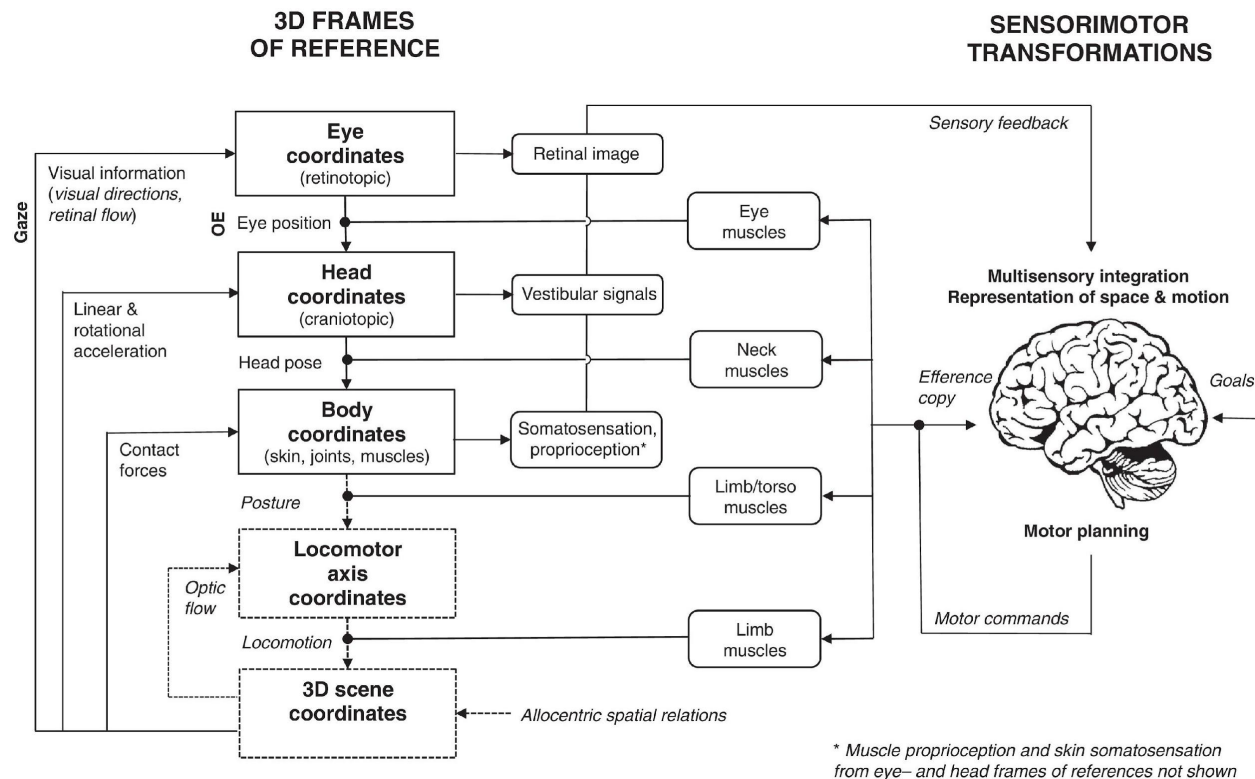 3D FRAMES
OF REFERENCE
SENSORIMOTOR
TRANSFORMATIONS
Eye
coordinates
(retinotopic)
Retinal image
Sensory feedback
Visual information
(visual directions,
retinal flow)
Gaze
OE
Eye position
Eye
muscles
Head
coordinates
(craniotopic)
Vestibular signals
Multisensory integration
Representation of space & motion
Linear &
rotational
acceleration
Head pose
Neck
muscles
Efference
copy
Goals
Body
coordinates
(skin, joints, muscles)
Somatosensation,
proprioception*
Contact
forces
Posture
Limb/torso
muscles
Motor planning
Locomotor
axis
coordinates
Optic
flow
Locomotion
Limb
muscles
Motor commands
3D scene
coordinates
Allocentric spatial relations
* Muscle proprioception and skin somatosensation
from eye– and head frames of references not shown